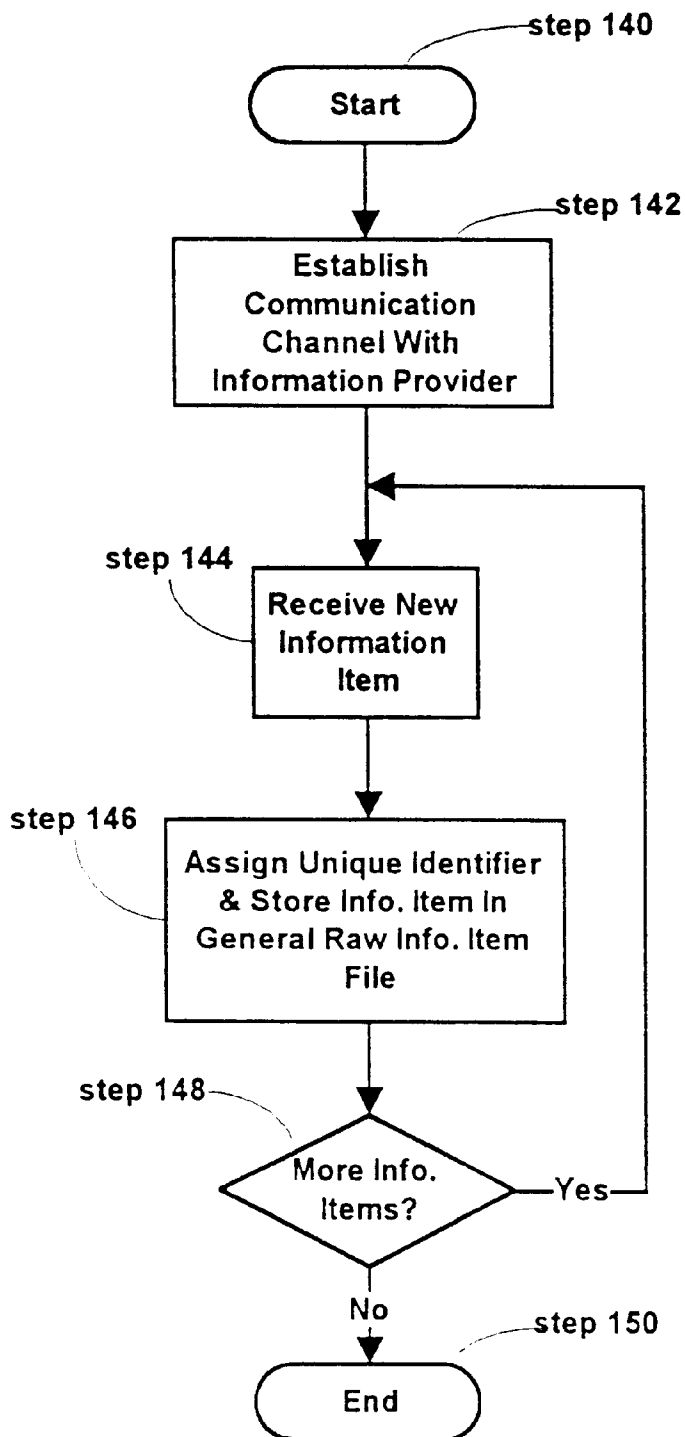 step 140
Start
step 142
Establish
Communication
Channel With
Information Provider
step 144
Receive New
Information
Item
step 146
Assign Unique Identifier
& Store Info. Item In
General Raw Info. Item
File
step 148
More Info.
Items?
Yes
No
step 150
End